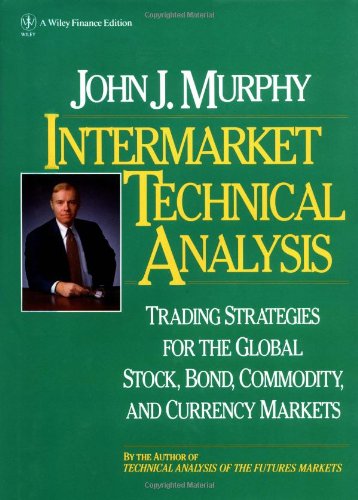 A Wiley Finance Edition
WILEY
JOHN J. MURPHY
INTERMARKET
TECHNICAL
ANALYSIS
TRADING STRATEGIES
FOR THE GLOBAL
STOCK, BOND, COMMODITY,
AND CURRENCY MARKETS
BY THE AUTHOR OF
TECHNICAL ANALYSIS OF THE FUTURES MARKETS